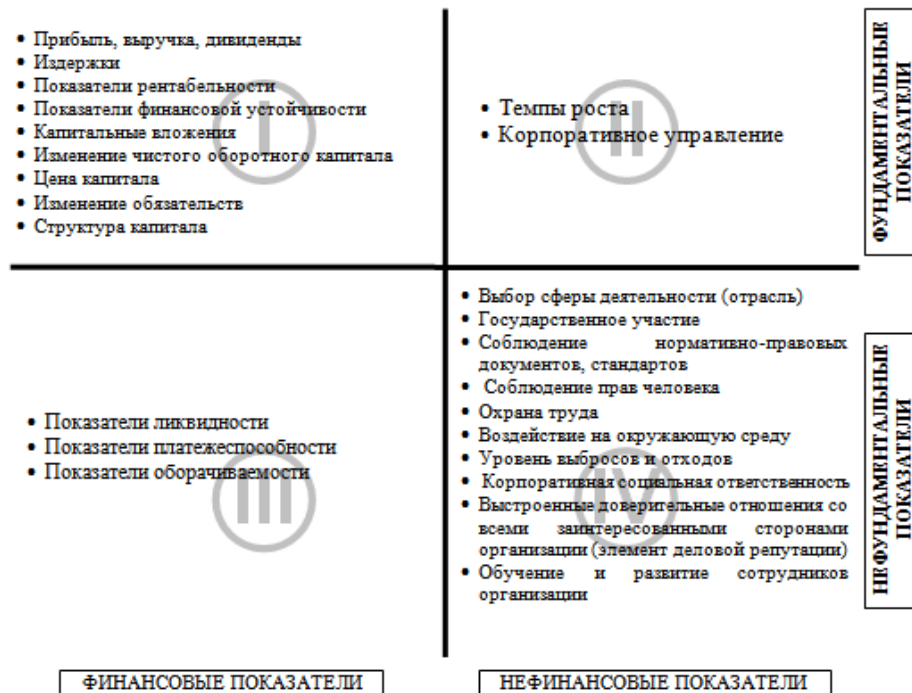 • Прибыль, выручка, дивиденды
• Издержки
• Показатели рентабельности
• Показатели финансовой устойчивости
• Капитальные вложения
• Изменение чистого оборотного капитала
• Цена капитала
• Изменение обязательств
• Структура капитала
I
• Темпы роста
• Корпоративное управление
II
ФУНДАМЕНТАЛЬНЫЕ
ПОКАЗАТЕЛИ
• Показатели ликвидности
• Показатели платежеспособности
• Показатели оборачиваемости
III
• Выбор сферы деятельности (отрасль)
• Государственное участие
• Соблюдение нормативно-правовых
документов, стандартов
• Соблюдение прав человека
• Охрана труда
• Воздействие на окружающую среду
• Уровень выбросов и отходов
• Корпоративная социальная ответственность
• Выстроенные доверительные отношения со
всеми заинтересованными сторонами
организации (элемент деловой репутации)
• Обучение и развитие сотрудников
организации
IV
НЕФУНДАМЕНТАЛЬНЫЕ
ПОКАЗАТЕЛИ
ФИНАНСОВЫЕ ПОКАЗАТЕЛИ
НЕФИНАНСОВЫЕ ПОКАЗАТЕЛИ